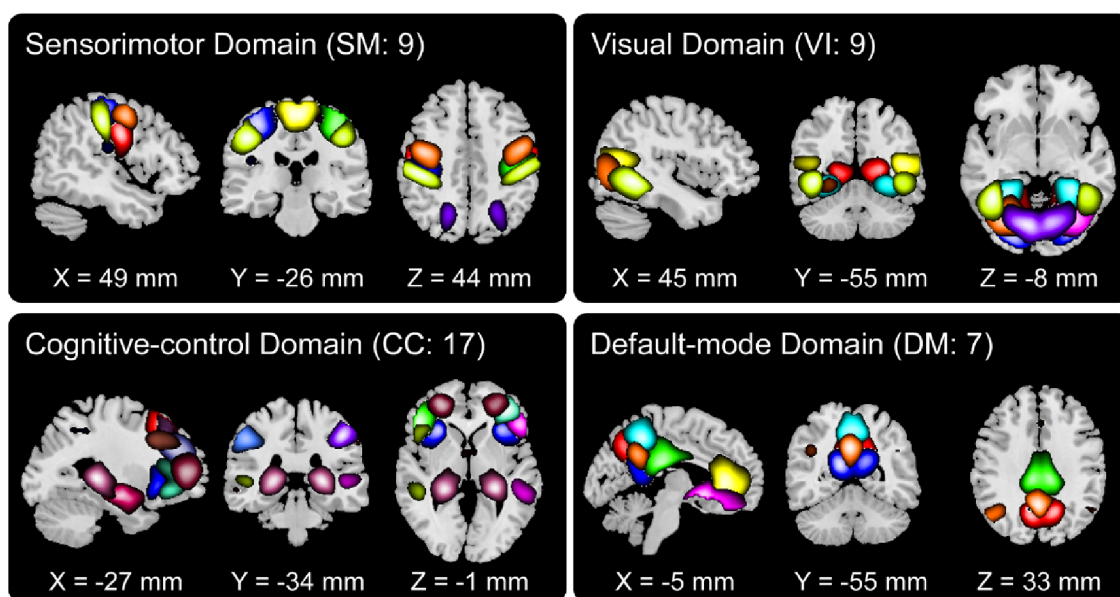 Sensorimotor Domain (SM: 9)
X = 49 mm Y = -26 mm Z = 44 mm
Visual Domain (VI: 9)
X = 45 mm Y = -55 mm Z = -8 mm
Cognitive-control Domain (CC: 17)
X = -27 mm Y = -34 mm Z = -1 mm
Default-mode Domain (DM: 7)
X = -5 mm Y = -55 mm Z = 33 mm